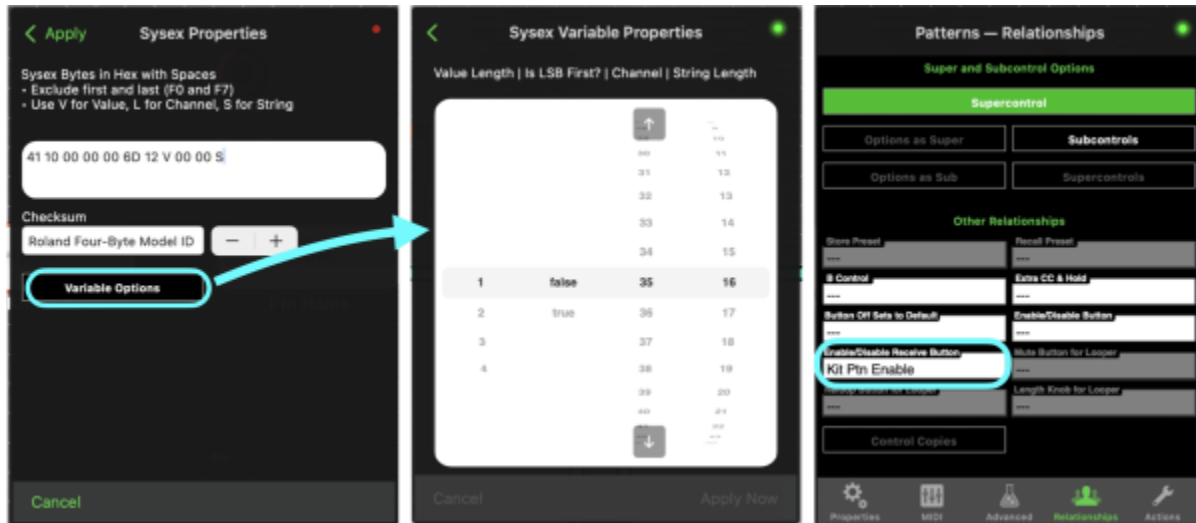 Apply
Sysex Properties
Sysex Bytes in Hex with Spaces
- Exclude first and last (F0 and F7)
- Use V for Value, L for Channel, S for String
41 10 00 00 00 6D 12 V 00 00 S
Checksum
Roland Four-Byte Model ID
− +
Variable Options
Cancel
Sysex Variable Properties
Value Length | Is LSB First? | Channel | String Length
31 13
32 13
33 14
34 15
1 false 35 16
2 true 36 17
3 37 18
4 38 19
39 20
40 21
Cancel Apply Now
Patterns — Relationships
Super and Subcontrol Options
Supercontrol
Options as Super Subcontrols
Options as Sub Supercontrols
Other Relationships
Store Preset Recall Preset
--- ---
B Control Extra CC & Hold
--- ---
Button Off Sets to Default Enable/Disable Button
--- ---
Enable/Disable Receive Button Mute Button for Looper
Kit Ptn Enable ---
Length Knob for Looper
--- ---
Control Copies
Properties MIDI Advanced Relationships Actions